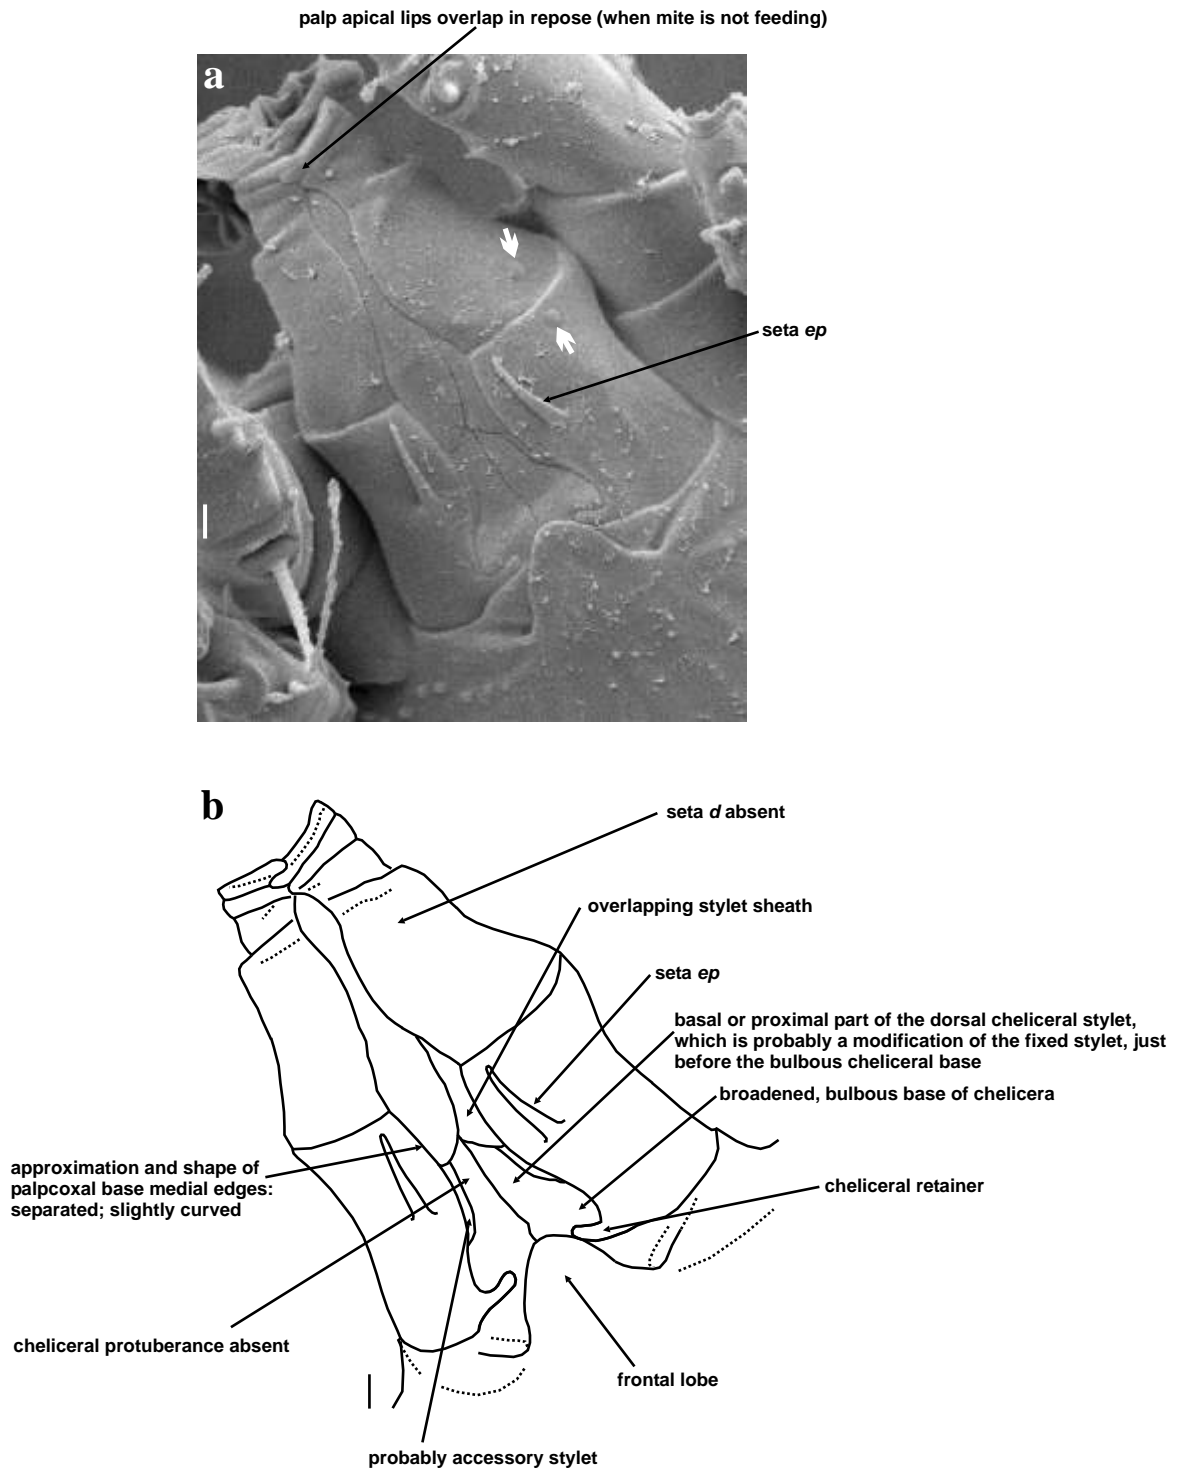 palp apical lips overlap in repose (when mite is not feeding)
a
seta ep
b
seta d absent
overlapping stylet sheath
seta ep
basal or proximal part of the dorsal cheliceral stylet,
which is probably a modification of the fixed stylet, just
before the bulbous cheliceral base
broadened, bulbous base of chelicera
approximation and shape of
palpcoxal base medial edges:
separated; slightly curved
cheliceral retainer
cheliceral protuberance absent
frontal lobe
probably accessory stylet